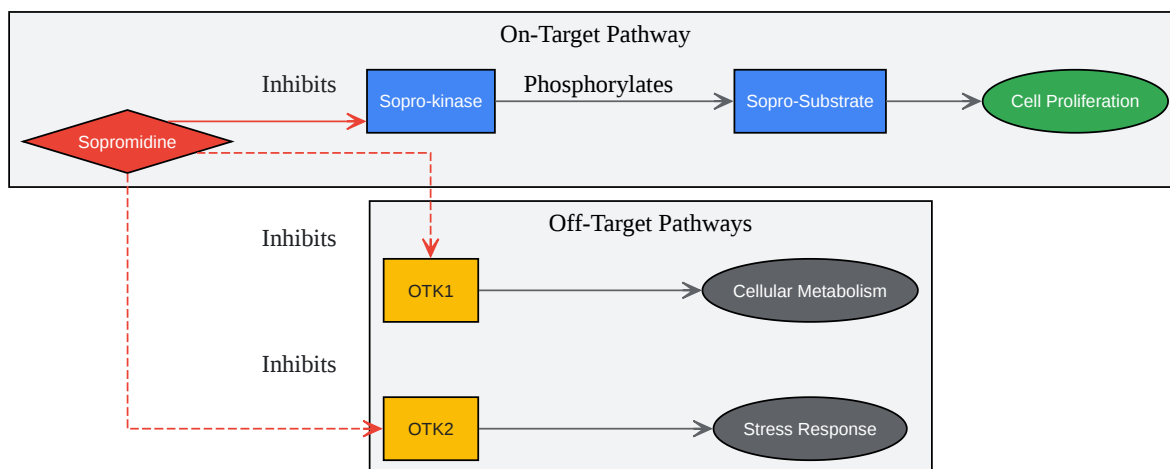 On-Target Pathway
Inhibits
Sopro-kinase
Phosphorylates
Sopro-Substrate
Cell Proliferation
Sopromidine
Off-Target Pathways
Inhibits
OTK1
Cellular Metabolism
Inhibits
OTK2
Stress Response